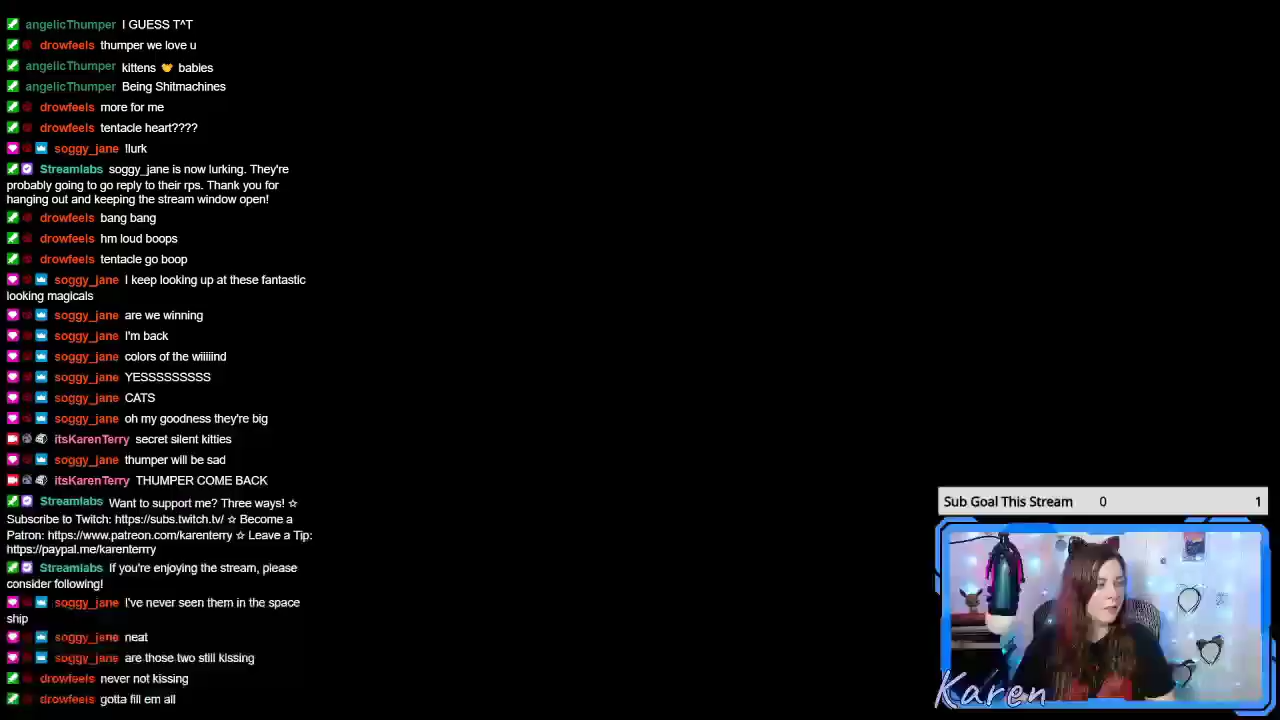 angelicThumper I GUESS T^T
drowfeels thumper we love u
angelicThumper kittens babies
angelicThumper Being Shitmachines
drowfeels more for me
drowfeels tentacle heart????
soggy_jane !lurk
Streamlabs soggy_jane is now lurking. They're
probably going to go reply to their rps. Thank you for
hanging out and keeping the stream window open!
drowfeels bang bang
drowfeels hm loud boops
drowfeels tentacle go boop
soggy_jane I keep looking up at these fantastic
looking magicals
soggy_jane are we winning
soggy_jane I'm back
soggy_jane colors of the wiiiiind
soggy_jane YESSSSSSSSS
soggy_jane CATS
soggy_jane oh my goodness they're big
itsKarenTerry secret silent kitties
soggy_jane thumper will be sad
itsKarenTerry THUMPER COME BACK
Streamlabs Want to support me? Three ways! ☆
Subscribe to Twitch: https://subs.twitch.tv/ ☆ Become a
Patron: https://www.patreon.com/karenterry ☆ Leave a Tip:
https://paypal.me/karenterrry
Streamlabs If you're enjoying the stream, please
consider following!
soggy_jane I've never seen them in the space
ship
soggy_jane neat
soggy_jane are those two still kissing
drowfeels never not kissing
drowfeels gotta fill em all
Sub Goal This Stream 0 1
Karen